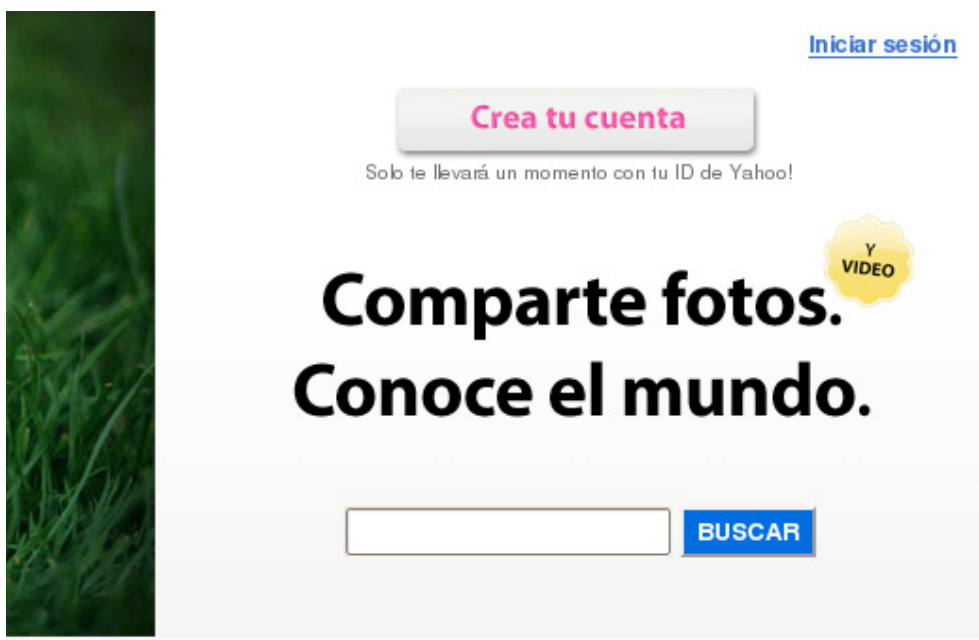 Iniciar sesión
Crea tu cuenta
Solo te llevará un momento con tu ID de Yahoo!
Y
VIDEO
Comparte fotos.
Conoce el mundo.
BUSCAR